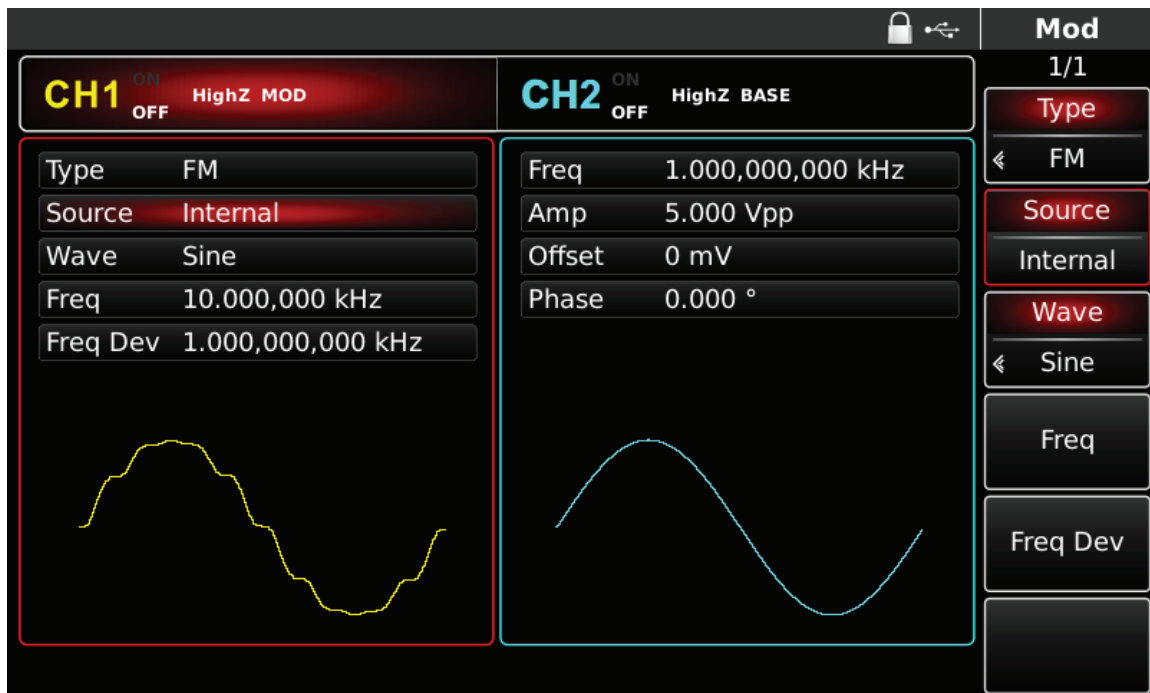 Mod
1/1
CH1 ON OFF HighZ MOD
CH2 ON OFF HighZ BASE
Type FM
Source Internal
Wave Sine
Freq 10.000,000 kHz
Freq Dev 1.000,000,000 kHz
Freq 1.000,000,000 kHz
Amp 5.000 Vpp
Offset 0 mV
Phase 0.000 °
Type
FM
Source
Internal
Wave
Sine
Freq
Freq Dev